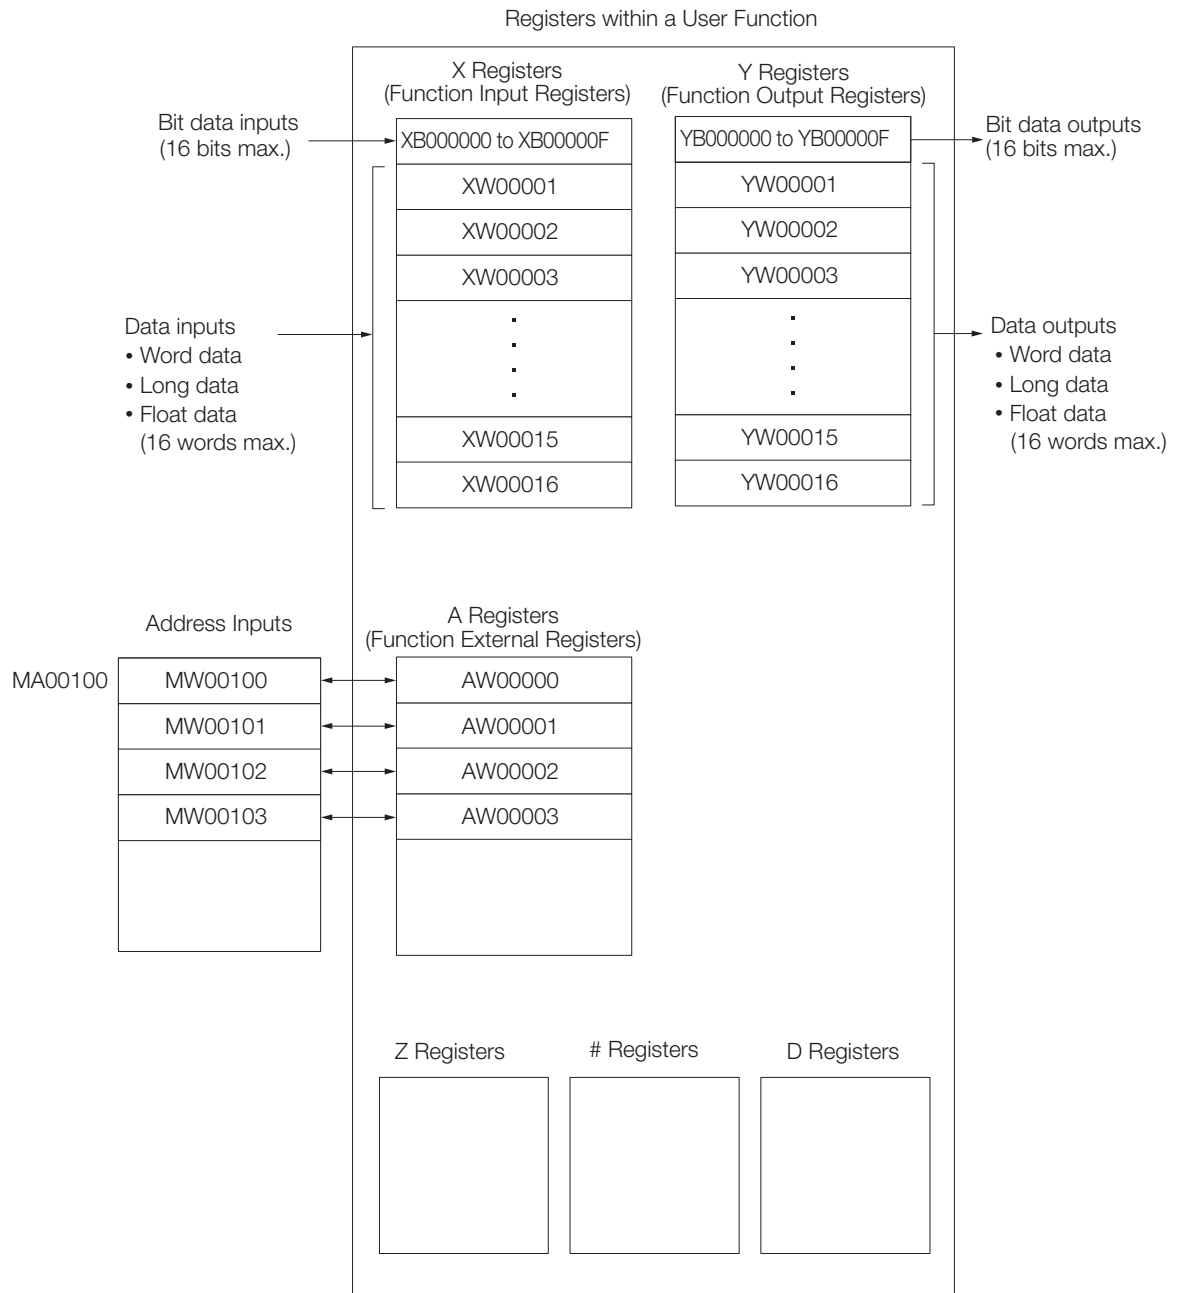 Registers within a User Function
X Registers
(Function Input Registers)
Y Registers
(Function Output Registers)
Bit data inputs
(16 bits max.)
XB000000 to XB00000F
YB000000 to YB00000F
Bit data outputs
(16 bits max.)
XW00001
YW00001
XW00002
YW00002
XW00003
YW00003
Data inputs
• Word data
• Long data
• Float data
(16 words max.)
Data outputs
• Word data
• Long data
• Float data
(16 words max.)
XW00015
YW00015
XW00016
YW00016
Address Inputs
A Registers
(Function External Registers)
MA00100
MW00100
AW00000
MW00101
AW00001
MW00102
AW00002
MW00103
AW00003
Z Registers
# Registers
D Registers